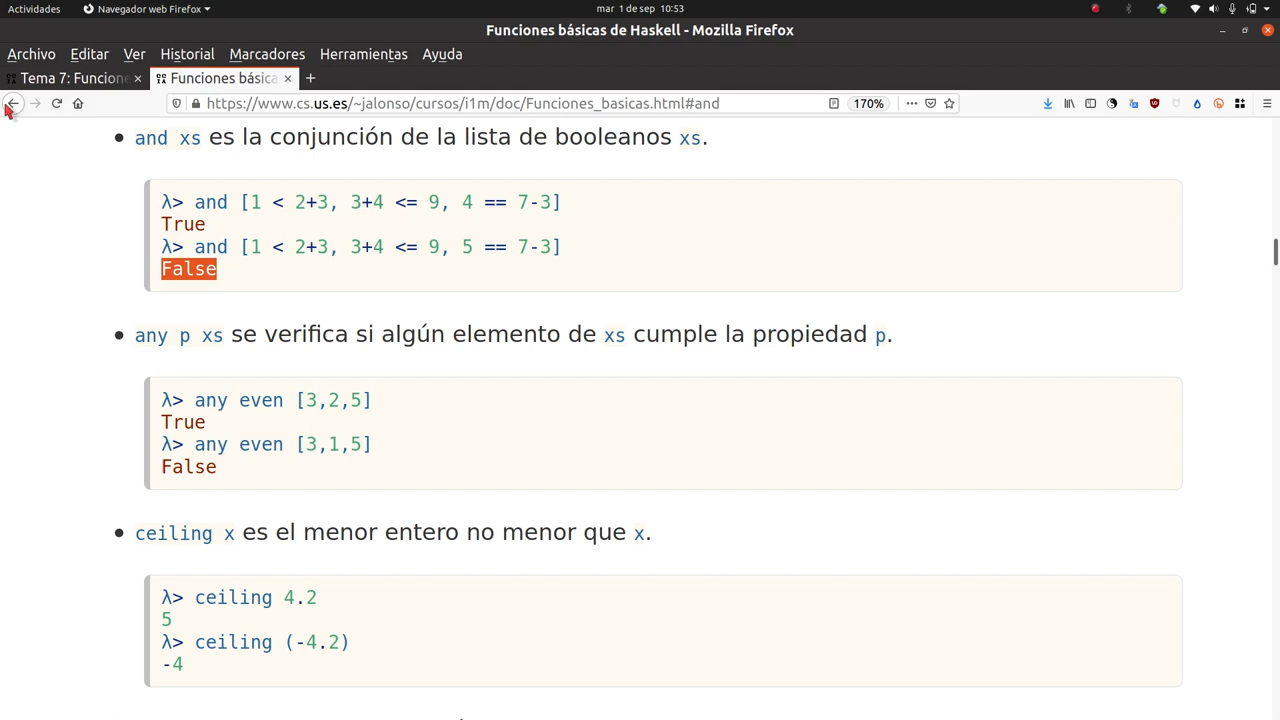 Actividades Navegador web Firefox mar 1 de sep 10:53
Funciones básicas de Haskell - Mozilla Firefox
Archivo Editar Ver Historial Marcadores Herramientas Ayuda
Tema 7: Funcione × Funciones básica × +
https://www.cs.us.es/~jalonso/cursos/i1m/doc/Funciones_basicas.html#and 170%
• and xs es la conjunción de la lista de booleanos xs.
λ> and [1 < 2+3, 3+4 <= 9, 4 == 7-3]
True
λ> and [1 < 2+3, 3+4 <= 9, 5 == 7-3]
False
• any p xs se verifica si algún elemento de xs cumple la propiedad p.
λ> any even [3,2,5]
True
λ> any even [3,1,5]
False
• ceiling x es el menor entero no menor que x.
λ> ceiling 4.2
5
λ> ceiling (-4.2)
-4